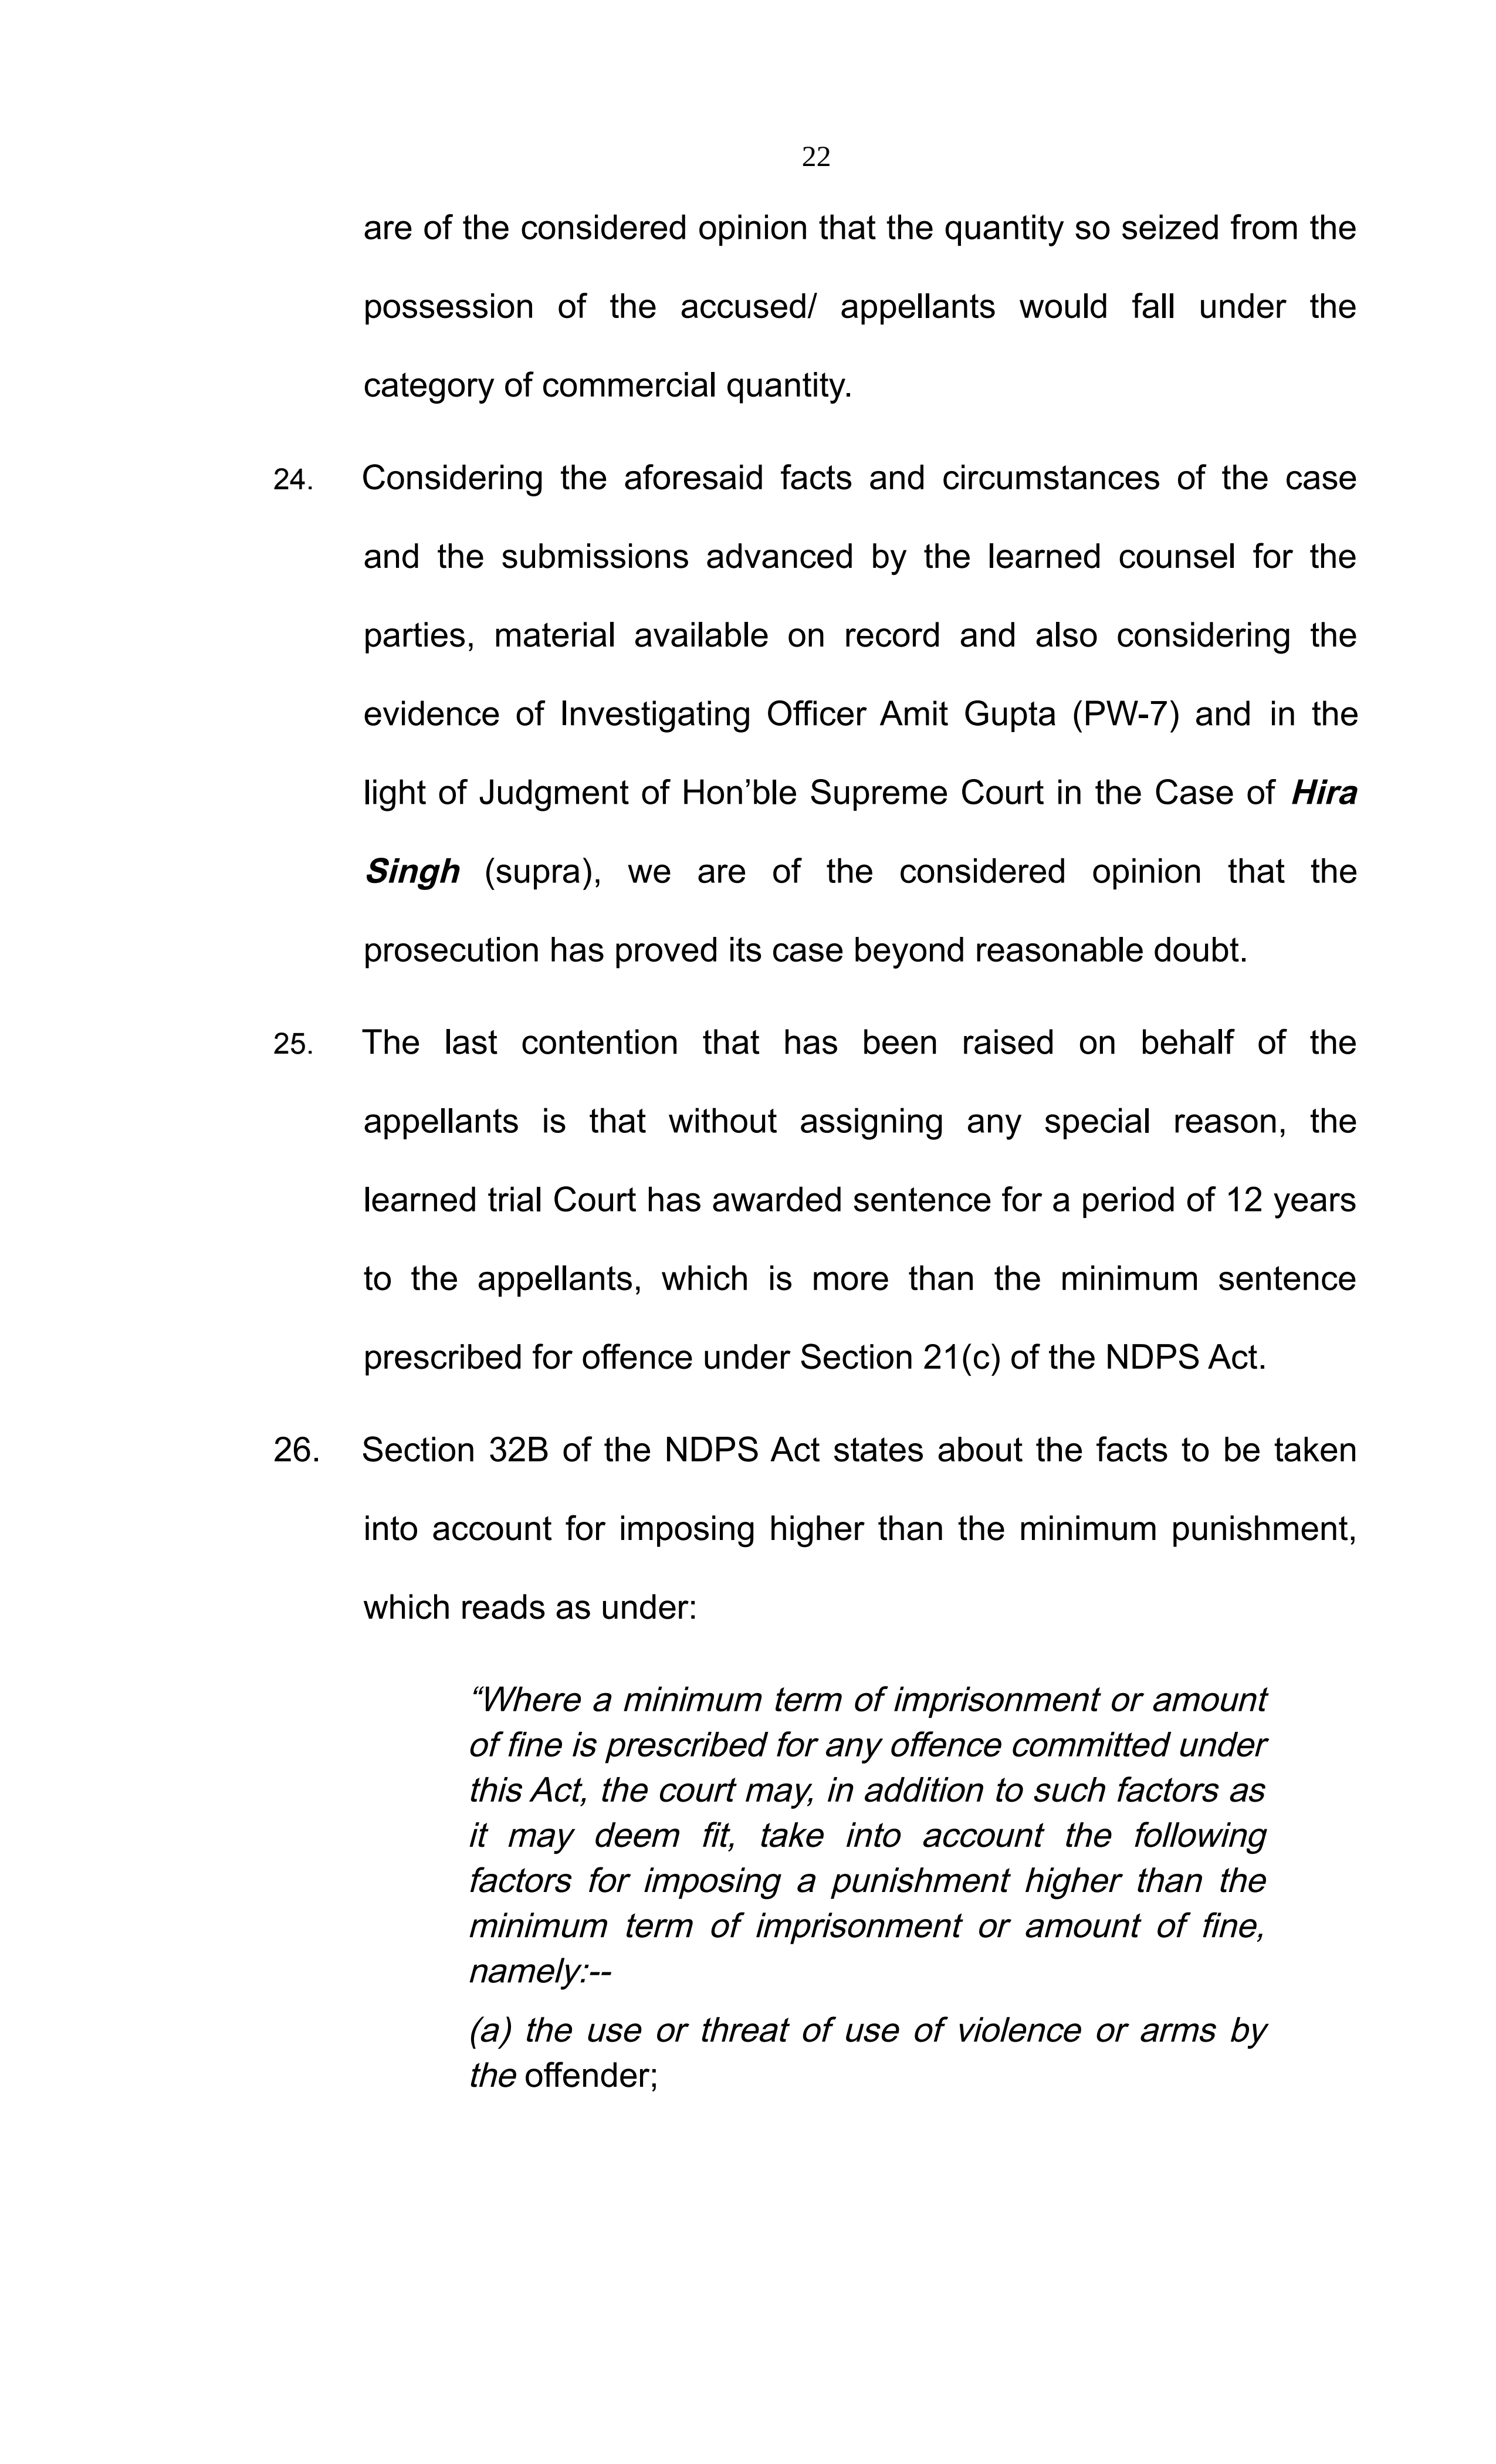 22
are of the considered opinion that the quantity so seized from the
possession of the accused/ appellants would fall under the
category of commercial quantity.
24. Considering the aforesaid facts and circumstances of the case
and the submissions advanced by the learned counsel for the
parties, material available on record and also considering the
evidence of Investigating Officer Amit Gupta (PW-7) and in the
light of Judgment of Hon’ble Supreme Court in the Case of Hira
Singh (supra), we are of the considered opinion that the
prosecution has proved its case beyond reasonable doubt.
25. The last contention that has been raised on behalf of the
appellants is that without assigning any special reason, the
learned trial Court has awarded sentence for a period of 12 years
to the appellants, which is more than the minimum sentence
prescribed for offence under Section 21(c) of the NDPS Act.
26. Section 32B of the NDPS Act states about the facts to be taken
into account for imposing higher than the minimum punishment,
which reads as under:
“Where a minimum term of imprisonment or amount
of fine is prescribed for any offence committed under
this Act, the court may, in addition to such factors as
it may deem fit, take into account the following
factors for imposing a punishment higher than the
minimum term of imprisonment or amount of fine,
namely:--
(a) the use or threat of use of violence or arms by
the offender;